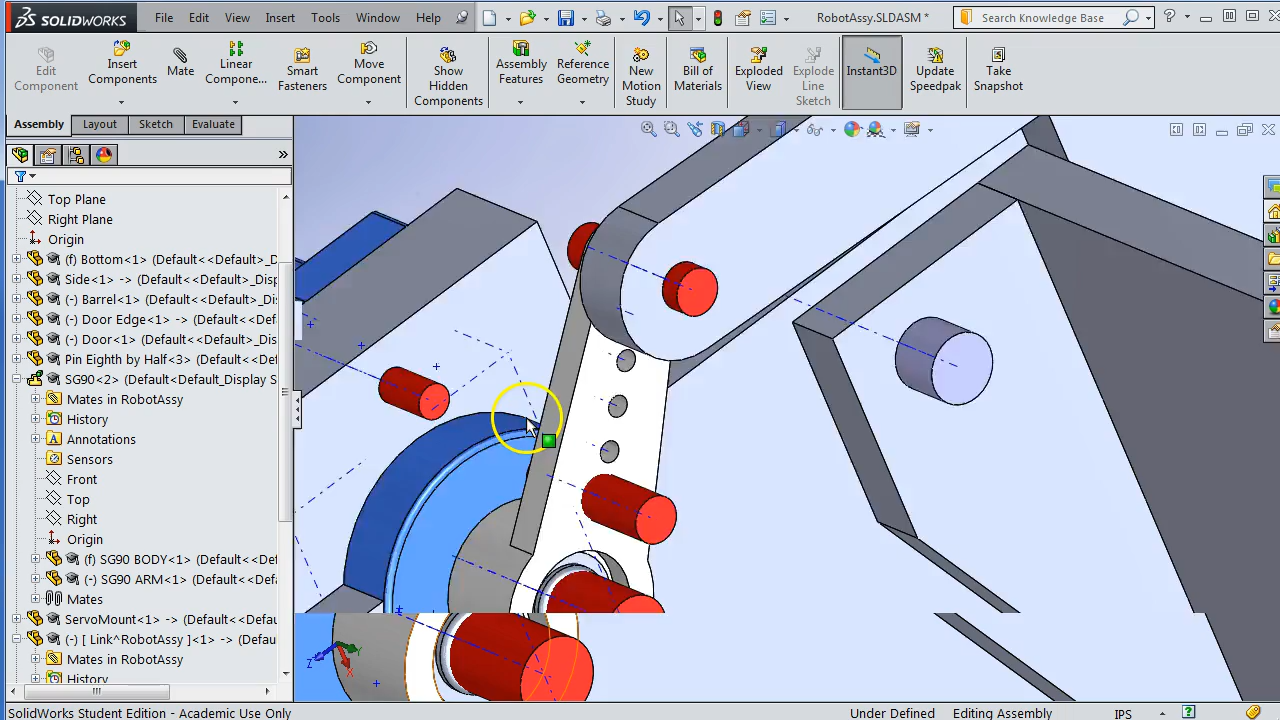 SOLIDWORKS File Edit View Insert Tools Window Help RobotAssy.SLDASM * Search Knowledge Base ?
Edit Component
Insert Components
Mate
Linear Compone...
Smart Fasteners
Move Component
Show Hidden Components
Assembly Features
Reference Geometry
New Motion Study
Bill of Materials
Exploded View
Explode Line Sketch
Instant3D
Update Speedpak
Take Snapshot
Assembly Layout Sketch Evaluate
Top Plane
Right Plane
Origin
(f) Bottom<1> (Default<<Default>_D
Side<1> -> (Default<<Default>_Disp
(-) Barrel<1> (Default<<Default>_Di
(-) Door Edge<1> -> (Default<<Defa
(-) Door<1> (Default<<Default>_Dis
Pin Eighth by Half<3> (Default<<De
SG90<2> (Default<Default_Display S
Mates in RobotAssy
History
Annotations
Sensors
Front
Top
Right
Origin
(f) SG90 BODY<1> (Default<<Def
(-) SG90 ARM<1> (Default<<Defa
Mates
ServoMount<1> -> (Default<<Defau
(-) [ Link^RobotAssy ]<1> -> (Defau
Mates in RobotAssy
History
Z Y X
SolidWorks Student Edition - Academic Use Only Under Defined Editing Assembly IPS ?